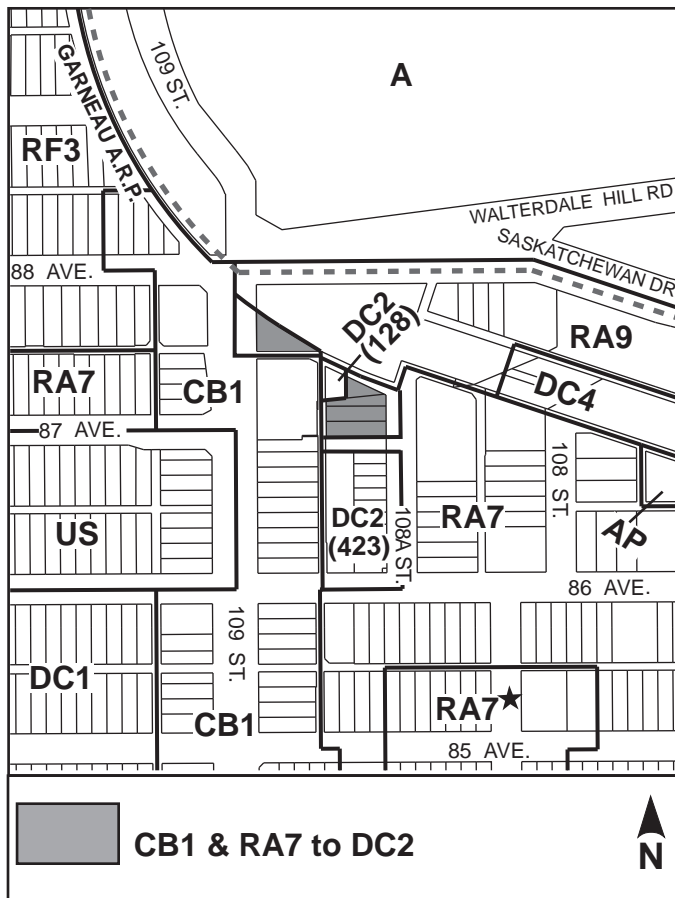 109 ST.
A
GARNEAU A.R.P.
RF3
WALTERDALE HILL RD
SASKATCHEWAN DR
88 AVE.
DC2
(128)
RA9
RA7
CB1
DC4
87 AVE.
108 ST.
US
DC2
(423)
108A ST.
RA7
AP
86 AVE.
109 ST.
DC1
CB1
RA7
85 AVE.
CB1 & RA7 to DC2
N